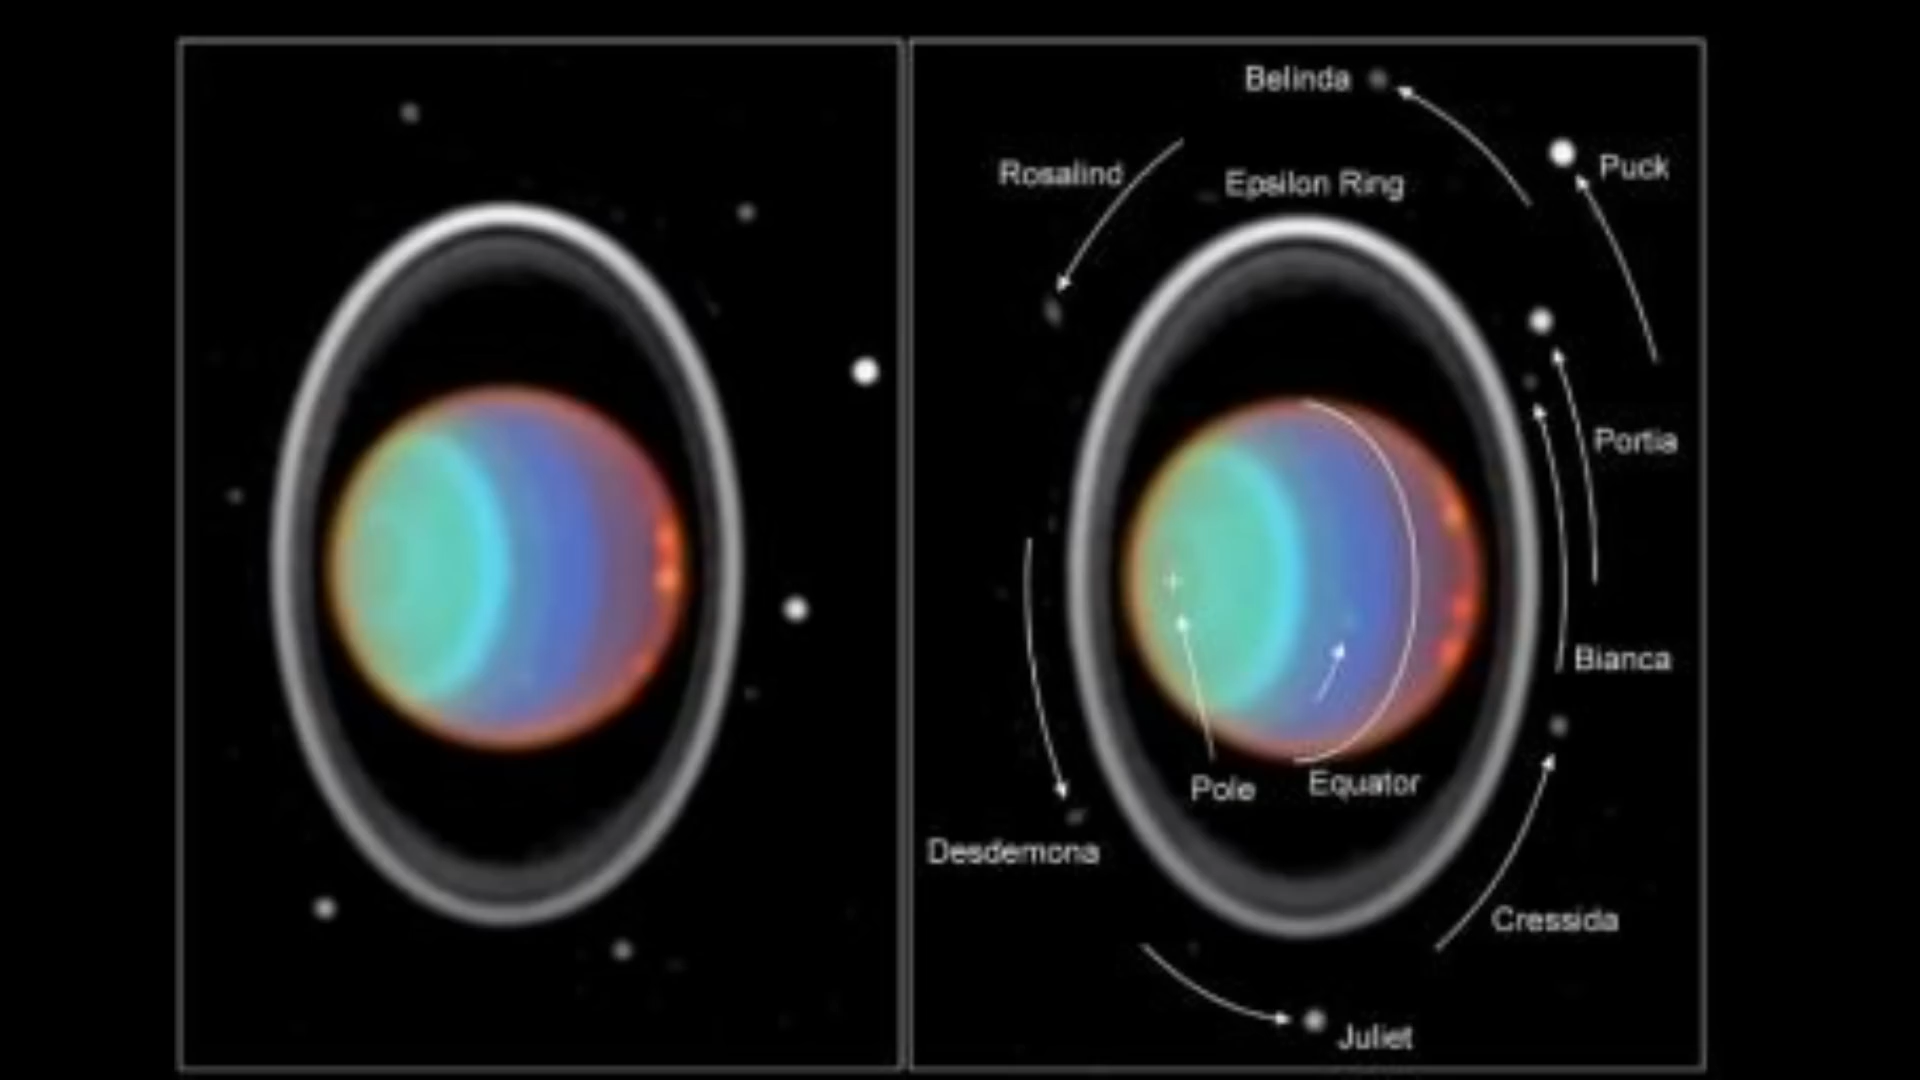 Belinda
Puck
Rosalind
Epsilon Ring
Portia
Bianca
Pole
Equator
Desdemona
Cressida
Juliet